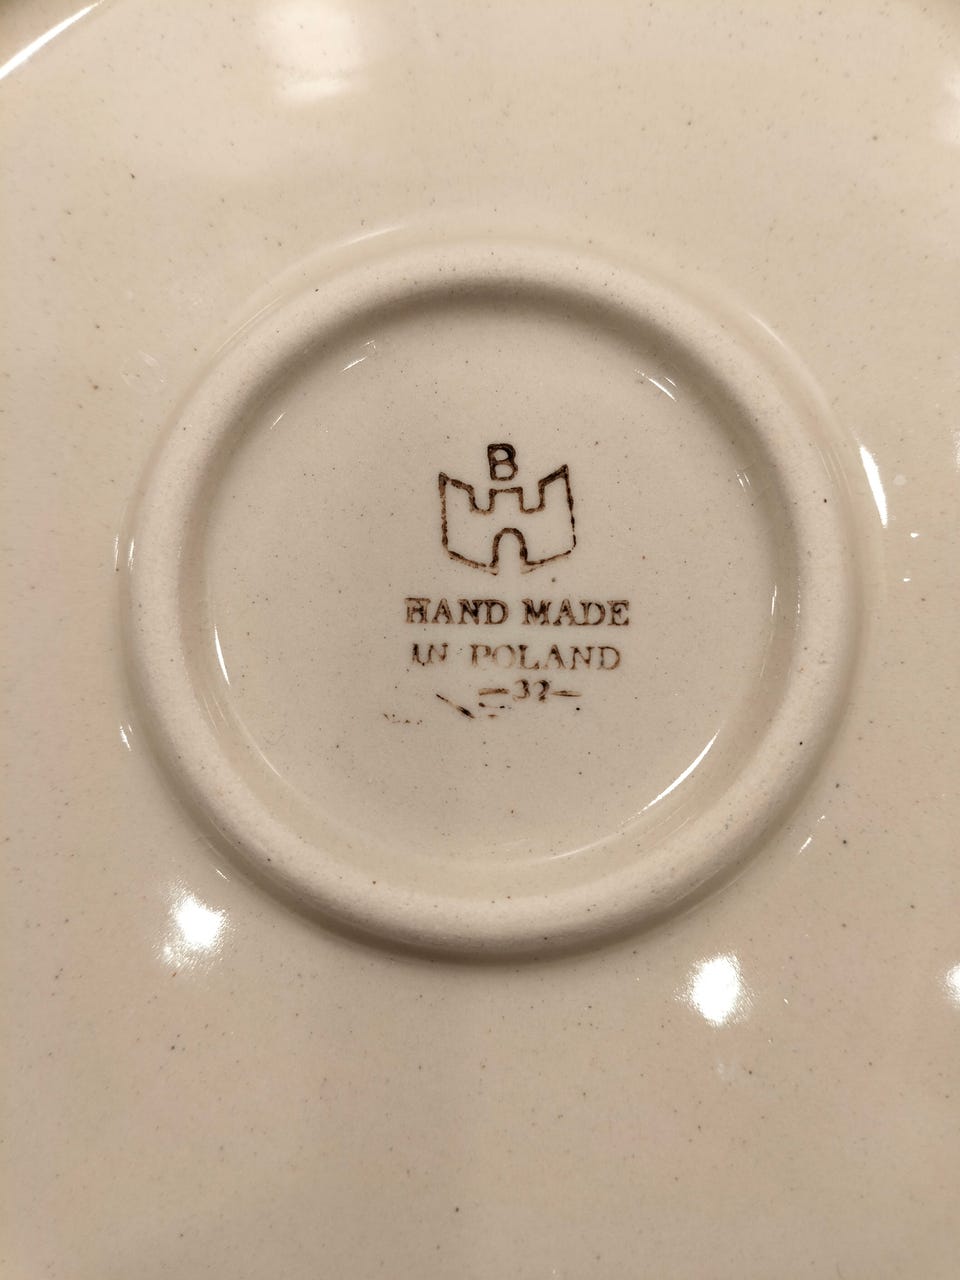 B
HAND MADE
IN POLAND
—32—